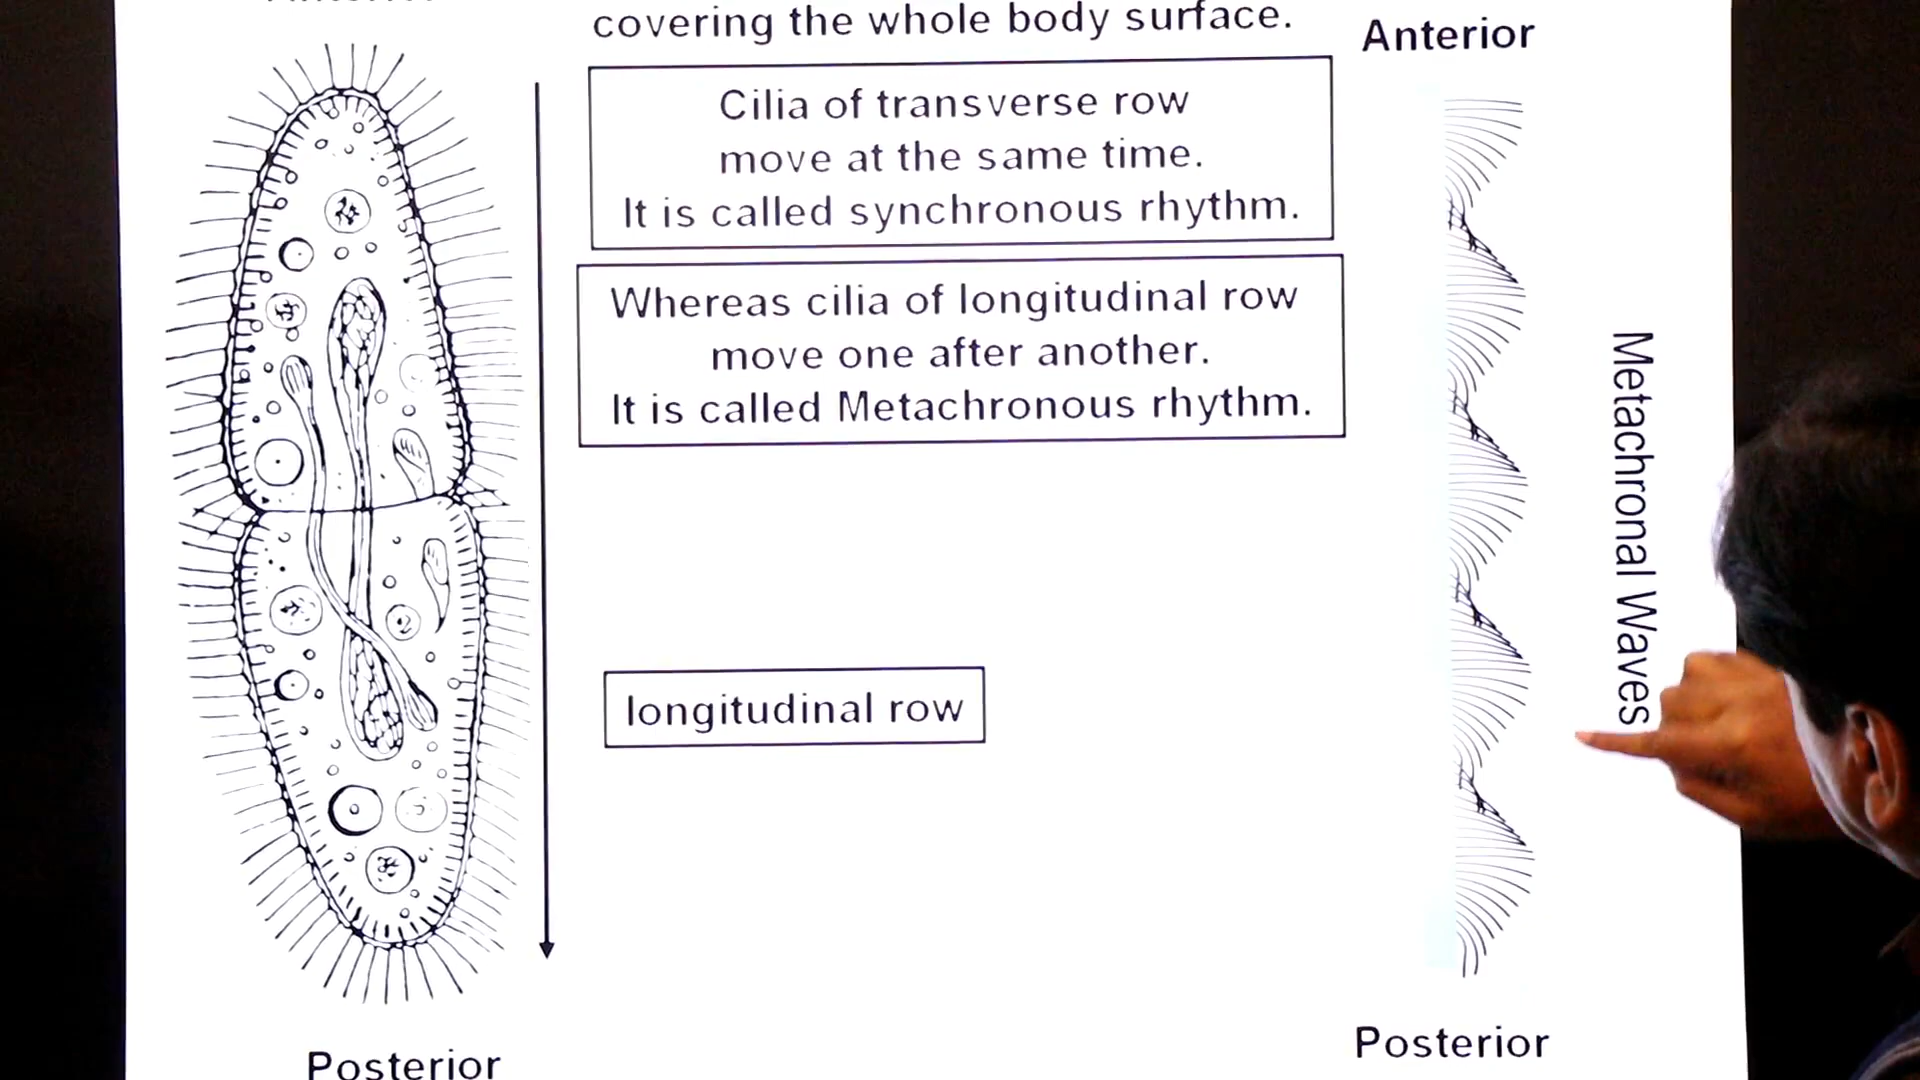 covering the whole body surface.
Anterior
Cilia of transverse row
move at the same time.
It is called synchronous rhythm.
Whereas cilia of longitudinal row
move one after another.
It is called Metachronous rhythm.
Metachronal Waves
longitudinal row
Posterior
Posterior